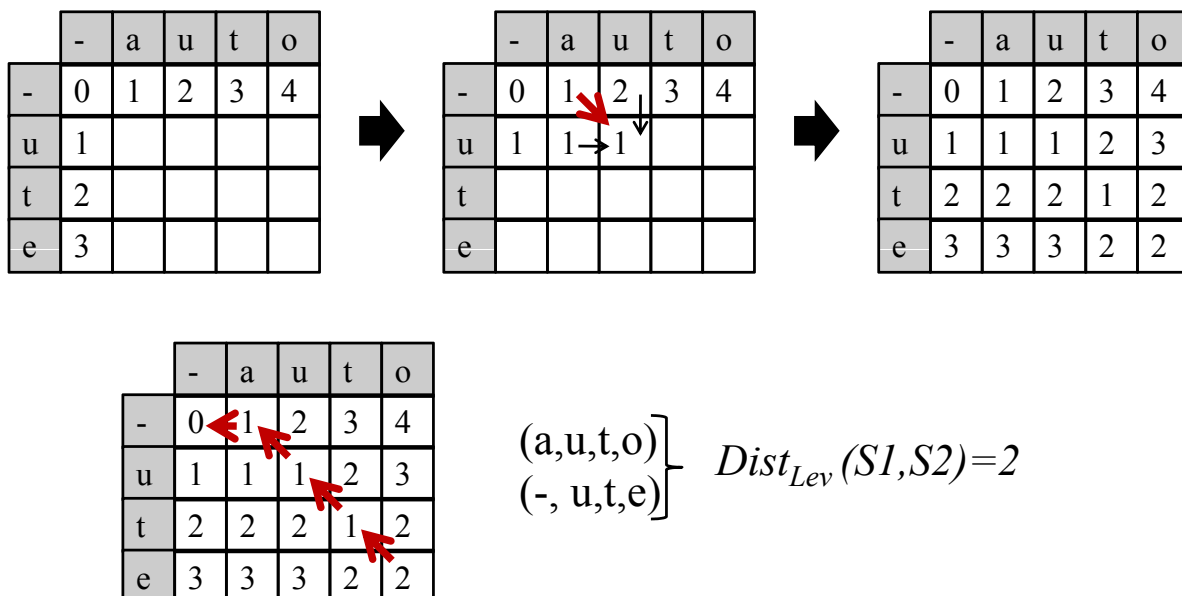 - a u t o
- 0 1 2 3 4
u 1
t 2
e 3
- a u t o
- 0 1 2 3 4
u 1 1 1
t
e
- a u t o
- 0 1 2 3 4
u 1 1 1 2 3
t 2 2 2 1 2
e 3 3 3 2 2
- a u t o
- 0 1 2 3 4
u 1 1 1 2 3
t 2 2 2 1 2
e 3 3 3 2 2
(a,u,t,o)
(-, u,t,e)
Dist_Lev (S1,S2)=2